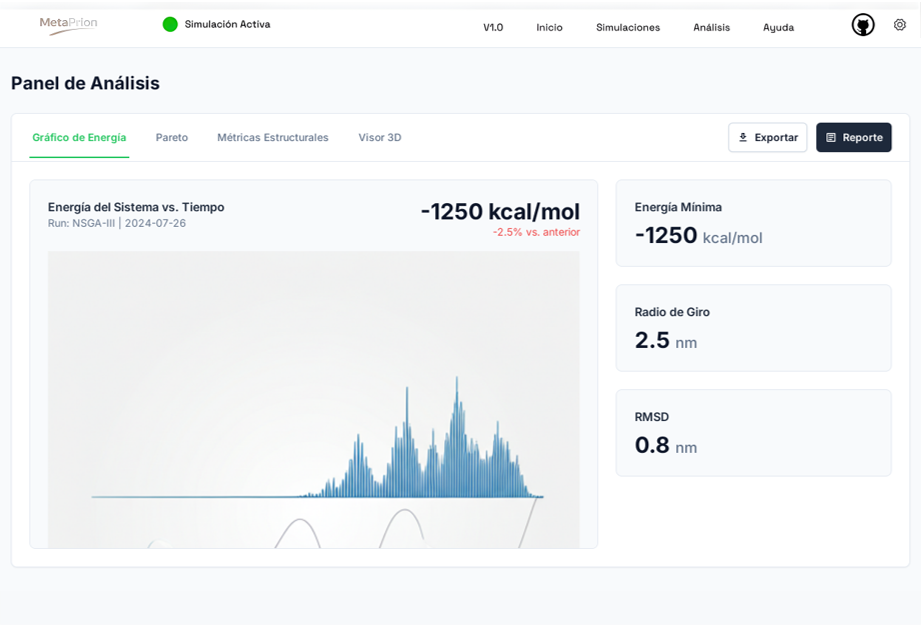 MetaPrion
Simulación Activa
V1.0
Inicio
Simulaciones
Análisis
Ayuda
Panel de Análisis
Gráfico de Energía
Pareto
Métricas Estructurales
Visor 3D
Exportar
Reporte
Energía del Sistema vs. Tiempo
Run: NSGA-III | 2024-07-26
-1250 kcal/mol
-2.5% vs. anterior
Energía Mínima
-1250 kcal/mol
Radio de Giro
2.5 nm
RMSD
0.8 nm